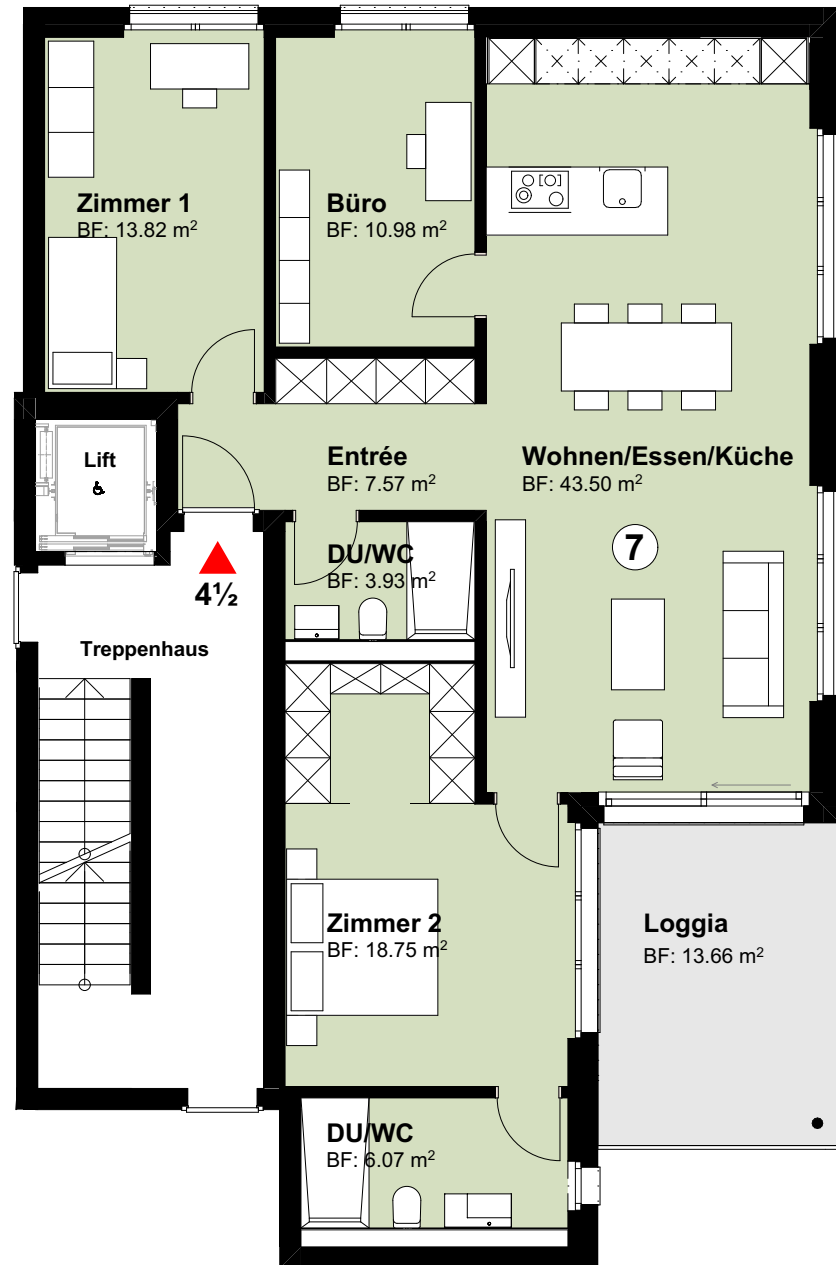 Zimmer 1
BF: 13.82 m²
Büro
BF: 10.98 m²
Lift
Entrée
BF: 7.57 m²
Wohnen/Essen/Küche
BF: 43.50 m²
DU/WC
BF: 3.93 m²
7
4½
Treppenhaus
Zimmer 2
BF: 18.75 m²
Loggia
BF: 13.66 m²
DU/WC
BF: 6.07 m²